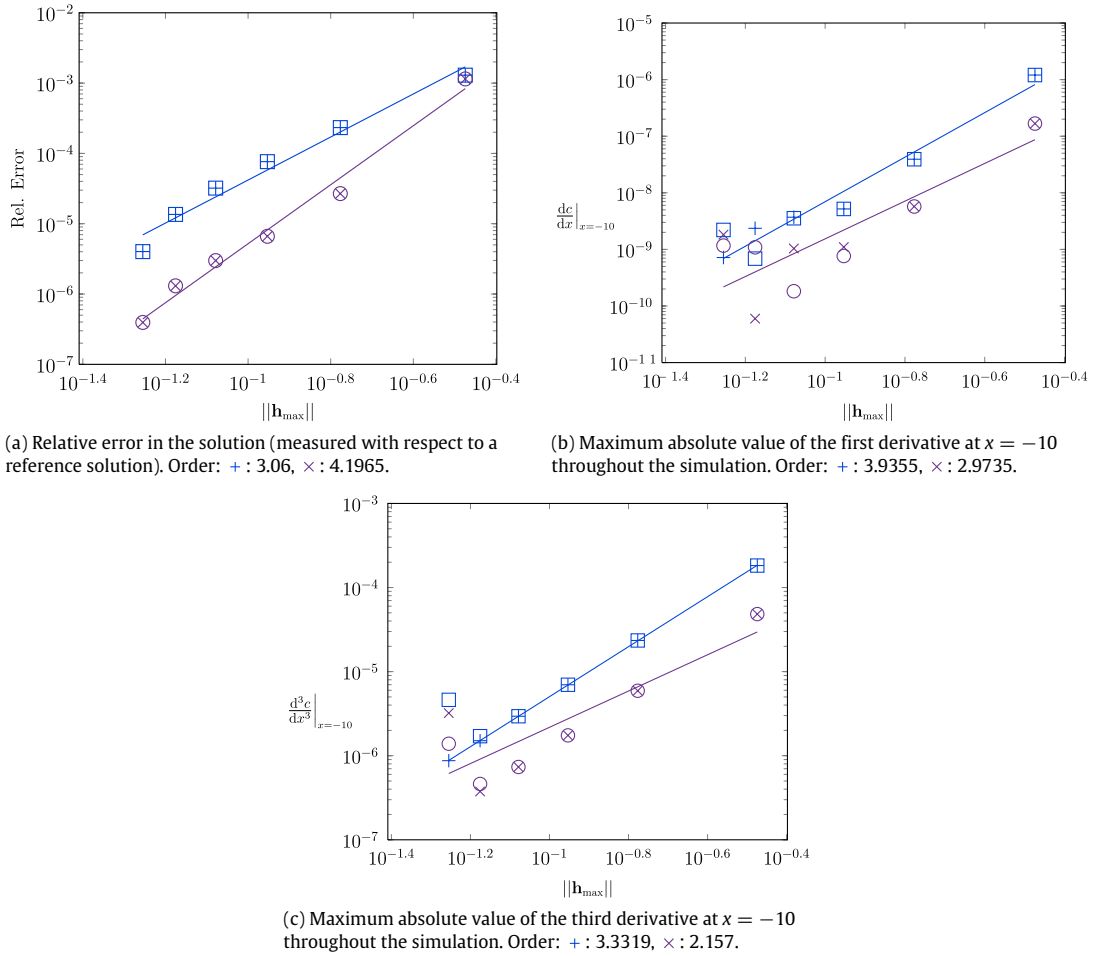 10^−2
10^−3
10^−4
10^−5
10^−6
10^−7
Rel. Error
10^−1.4 10^−1.2 10^−1 10^−0.8 10^−0.6 10^−0.4
||h_max||
(a) Relative error in the solution (measured with respect to a
reference solution). Order: + : 3.06, × : 4.1965.
10^−5
10^−6
10^−7
10^−8
10^−9
10^−10
10^−11
dc/dx|_{x=−10}
10^−1.4 10^−1.2 10^−1 10^−0.8 10^−0.6 10^−0.4
||h_max||
(b) Maximum absolute value of the first derivative at x = −10
throughout the simulation. Order: + : 3.9355, × : 2.9735.
10^−3
10^−4
10^−5
10^−6
10^−7
d^3c/dx^3|_{x=−10}
10^−1.4 10^−1.2 10^−1 10^−0.8 10^−0.6 10^−0.4
||h_max||
(c) Maximum absolute value of the third derivative at x = −10
throughout the simulation. Order: + : 3.3319, × : 2.157.